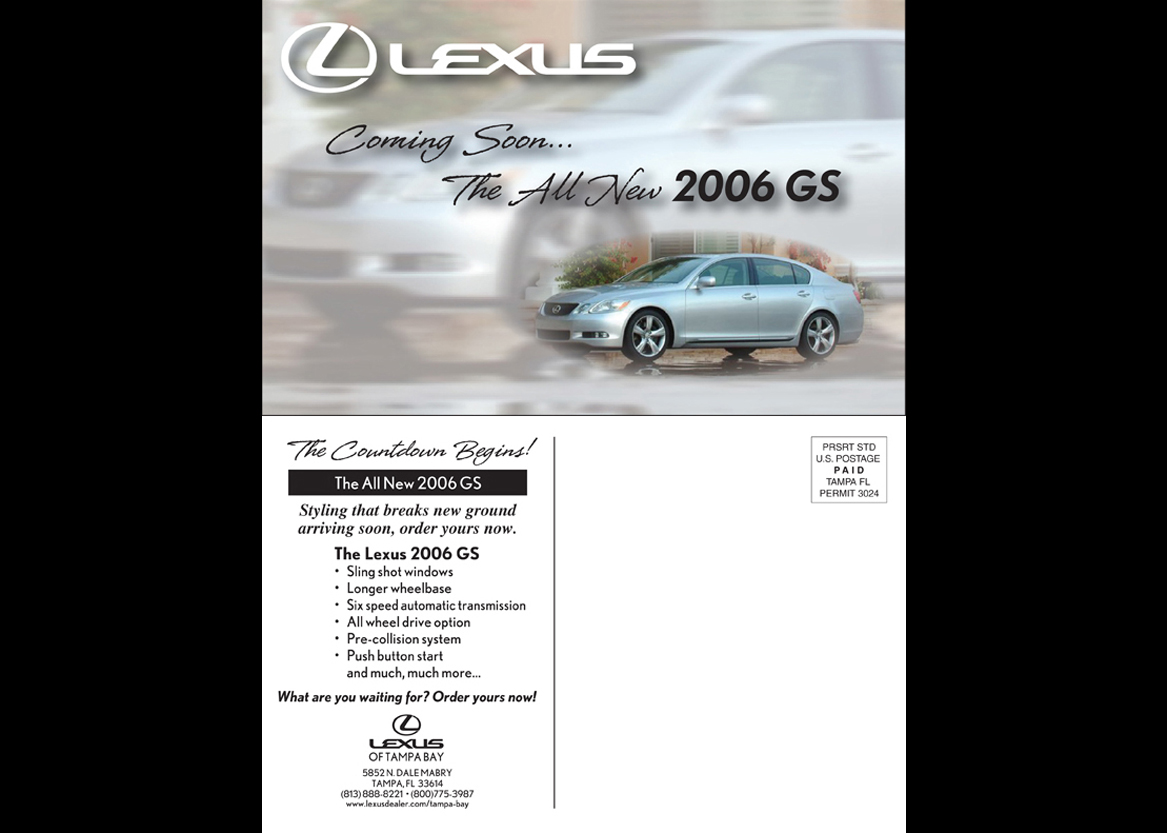 LEXUS
Coming Soon...
The All New 2006 GS
The Countdown Begins!
The All New 2006 GS
Styling that breaks new ground
arriving soon, order yours now.
The Lexus 2006 GS
• Sling shot windows
• Longer wheelbase
• Six speed automatic transmission
• All wheel drive option
• Pre-collision system
• Push button start
and much, much more...
What are you waiting for? Order yours now!
LEXUS
OF TAMPA BAY
5852 N. DALE MABRY
TAMPA, FL 33614
(813) 888-8221 • (800)775-3987
www.lexusdealer.com/tampa-bay
PRSRT STD
U.S. POSTAGE
PAID
TAMPA FL
PERMIT 3024